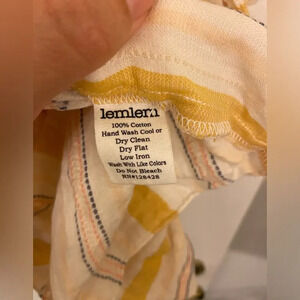 lemlem
100% Cotton
Hand Wash Cool or
Dry Clean
Dry Flat
Low Iron
Wash With Like Colors
Do Not Bleach
RN#128428